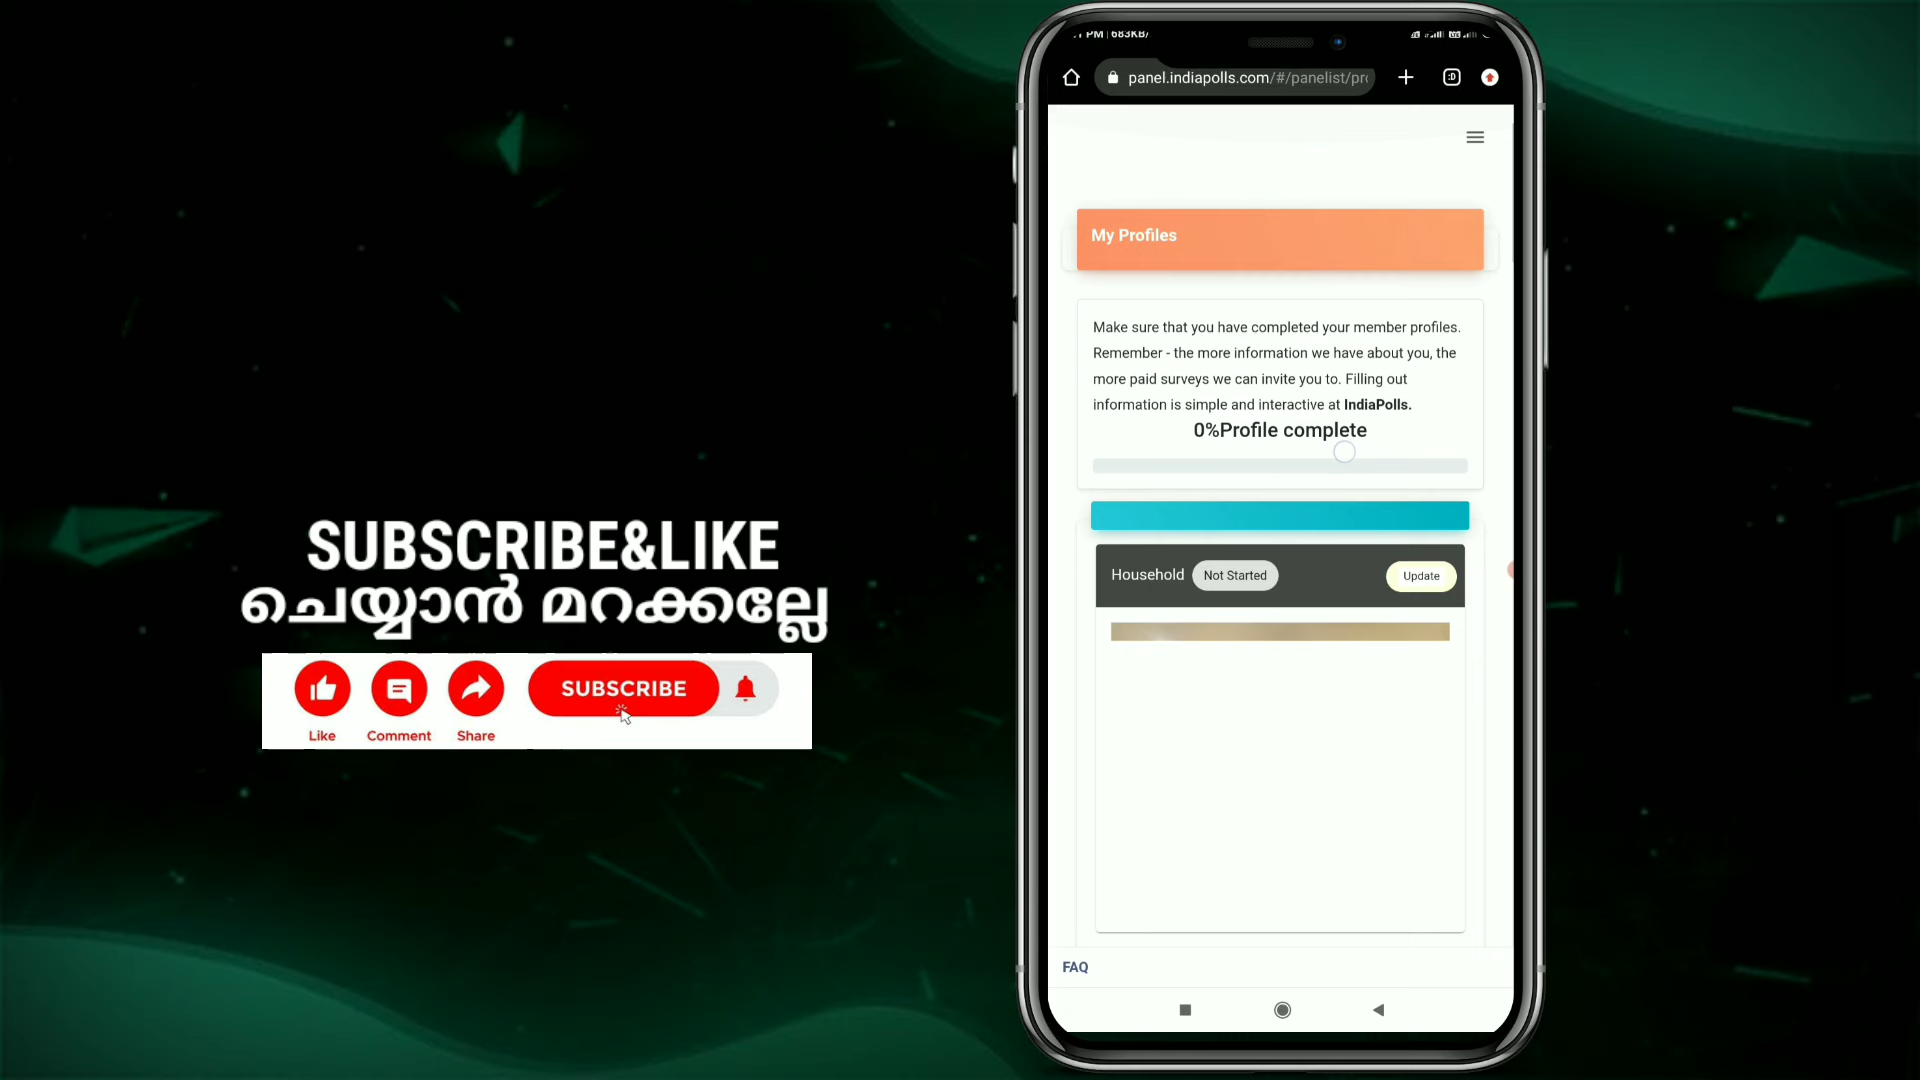 SUBSCRIBE&LIKE
ചെയ്യാൻ മറക്കല്ലേ
Like Comment Share
SUBSCRIBE
PM | 683KB/
panel.indiapolls.com/#/panelist/pro
My Profiles
Make sure that you have completed your member profiles.
Remember - the more information we have about you, the
more paid surveys we can invite you to. Filling out
information is simple and interactive at IndiaPolls.
0%Profile complete
Household Not Started Update
FAQ